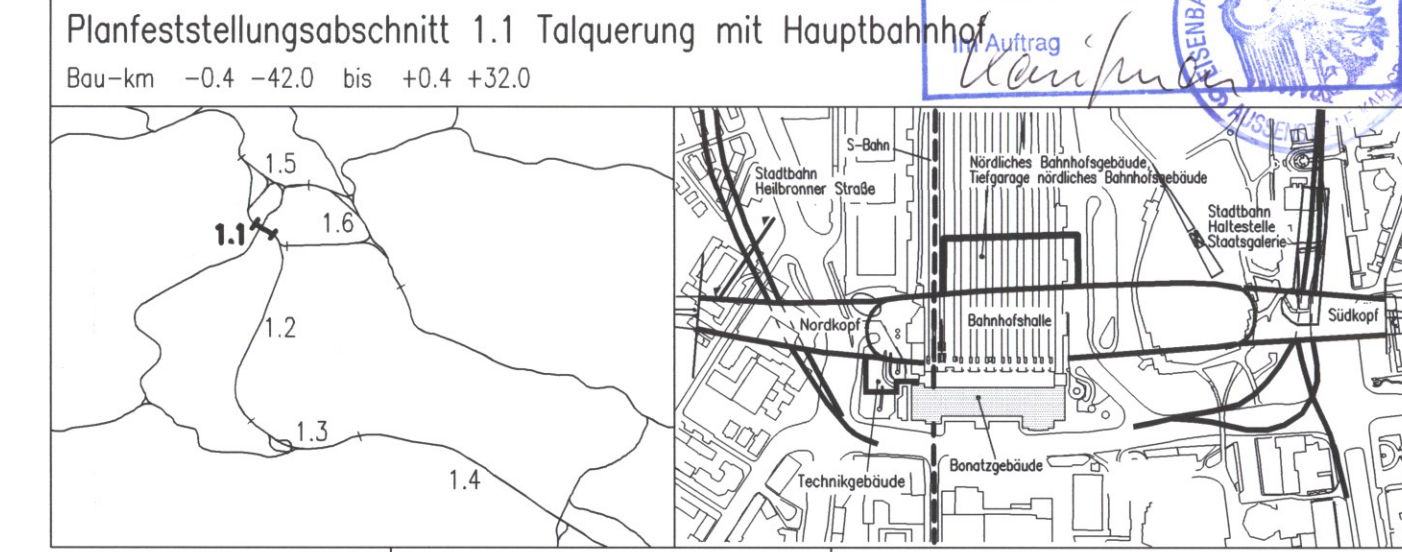 Planfeststellungsabschnitt 1.1 Talquerung mit Hauptbahnhof
Bau-km -0.4 -42.0 bis +0.4 +32.0
Im Auftrag
1.5
1.6
1.1
1.2
1.3
1.4
S-Bahn
Stadtbahn
Heilbronner Straße
Nördliches Bahnhofsgebäude,
Tiefgarage nördliches Bahnhofsgebäude
Stadtbahn
Haltestelle
Staatsgalerie
Nordkopf
Bahnhofshalle
Südkopf
Technikgebäude
Bonatzgebäude